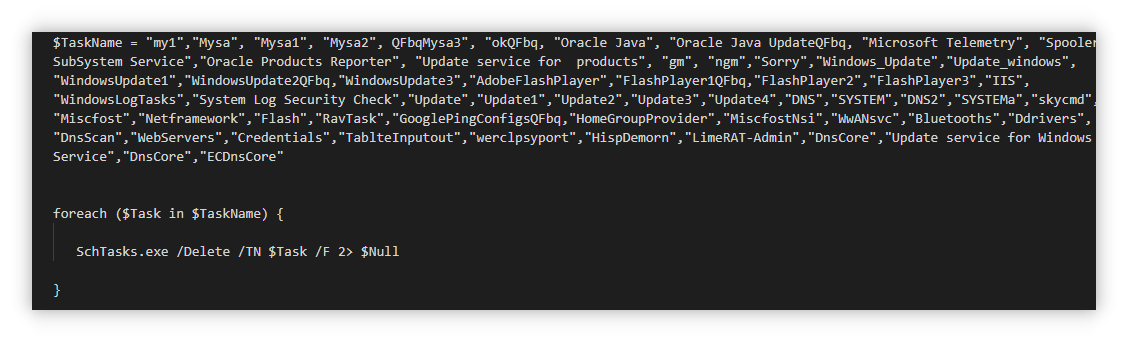 $TaskName = "my1","Mysa", "Mysa1", "Mysa2", QFbqMysa3", "okQFbq, "Oracle Java", "Oracle Java UpdateQFbq, "Microsoft Telemetry", "Spooler
SubSystem Service","Oracle Products Reporter", "Update service for  products", "gm", "ngm","Sorry","Windows_Update","Update_windows",
"WindowsUpdate1","WindowsUpdate2QFbq,"WindowsUpdate3","AdobeFlashPlayer","FlashPlayer1QFbq,"FlashPlayer2","FlashPlayer3","IIS",
"WindowsLogTasks","System Log Security Check","Update","Update1","Update2","Update3","Update4","DNS","SYSTEM","DNS2","SYSTEMa","skycmd",
"Miscfost","Netframework","Flash","RavTask","GooglePingConfigsQFbq,"HomeGroupProvider","MiscfostNsi","WwANsvc","Bluetooths","Ddrivers",
"DnsScan","WebServers","Credentials","TablteInputout","werclpsyport","HispDemorn","LimeRAT-Admin","DnsCore","Update service for Windows
Service","DnsCore","ECDnsCore"
foreach ($Task in $TaskName) {
SchTasks.exe /Delete /TN $Task /F 2> $Null
}